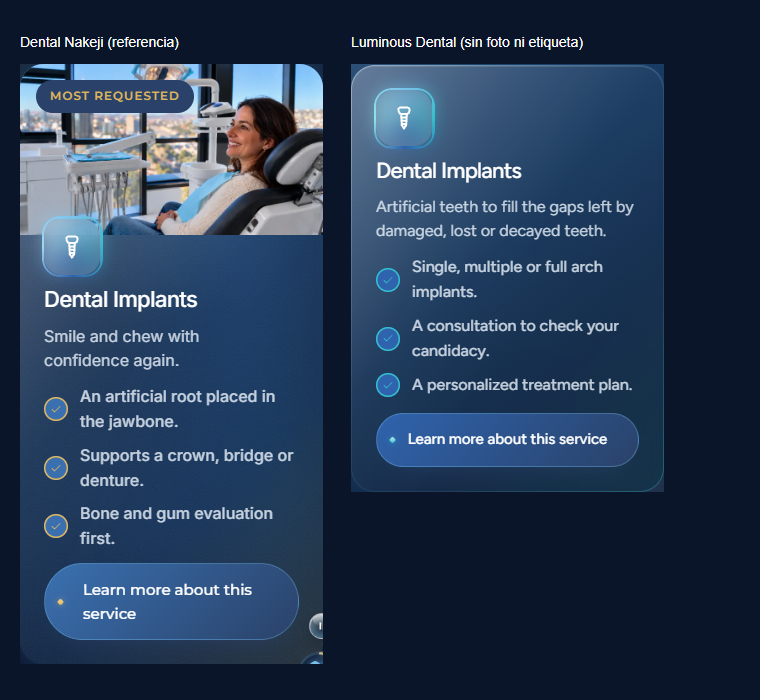 Dental Nakeji (referencia)
MOST REQUESTED
Dental Implants
Smile and chew with
confidence again.
An artificial root placed in
the jawbone.
Supports a crown, bridge or
denture.
Bone and gum evaluation
first.
Learn more about this
service
Luminous Dental (sin foto ni etiqueta)
Dental Implants
Artificial teeth to fill the gaps left by
damaged, lost or decayed teeth.
Single, multiple or full arch
implants.
A consultation to check your
candidacy.
A personalized treatment plan.
Learn more about this service